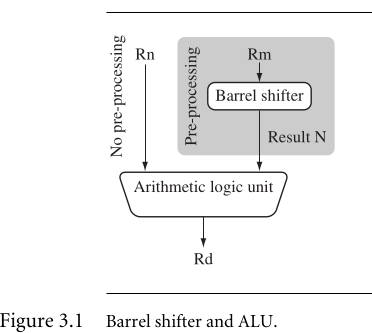 No pre-processing
Rn
Pre-processing
Rm
Barrel shifter
Result N
Arithmetic logic unit
Rd
Figure 3.1 Barrel shifter and ALU.